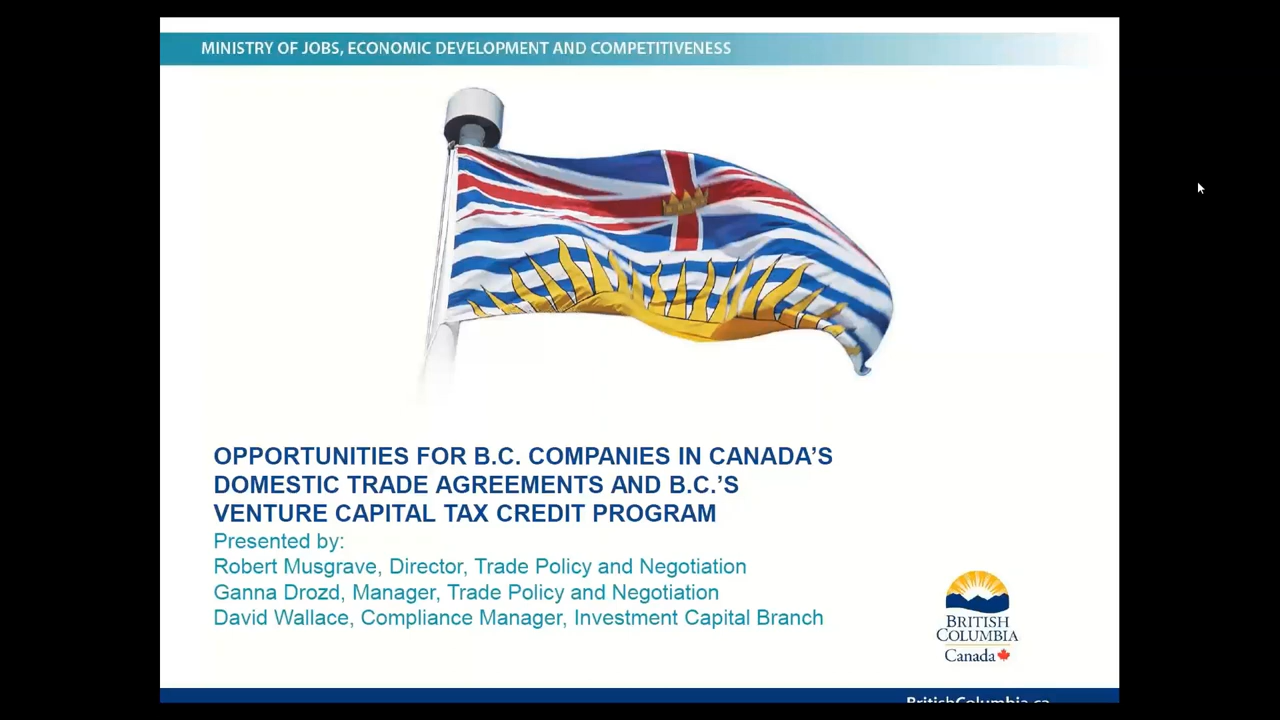 MINISTRY OF JOBS, ECONOMIC DEVELOPMENT AND COMPETITIVENESS
OPPORTUNITIES FOR B.C. COMPANIES IN CANADA'S
DOMESTIC TRADE AGREEMENTS AND B.C.'S
VENTURE CAPITAL TAX CREDIT PROGRAM
Presented by:
Robert Musgrave, Director, Trade Policy and Negotiation
Ganna Drozd, Manager, Trade Policy and Negotiation
David Wallace, Compliance Manager, Investment Capital Branch
BRITISH
COLUMBIA
Canada
BritishColumbia.ca